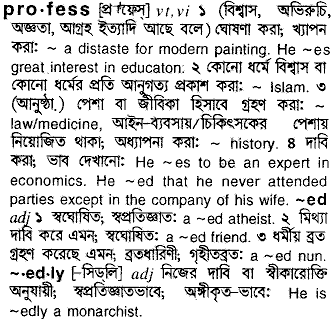 pro·fess [প্রফেস্] vt,vi ১ (বিশ্বাস, অভিরুচি,
অজ্ঞতা, আগ্রহ ইত্যাদি আছে বলে) ঘোষণা করা; খ্যাপন
করা: ~ a distaste for modern painting. He ~es
great interest in educaton: ২ কোনো ধর্মে বিশ্বাস বা
কোনো ধর্মের প্রতি আনুগত্য প্রকাশ করা: ~ Islam. ৩
(আনুষ্ঠা.) পেশা বা জীবিকা হিসাবে গ্রহণ করা: ~
law/medicine, আইন-ব্যবসায়/চিকিৎসকের পেশায়
নিয়োজিত থাকা; অধ্যাপনা করা: ~ history. ৪ দাবি
করা, ভাব দেখানো: He ~es to be an expert in
economics. He ~ed that he never attended
parties except in the company of his wife. ~ed
adj ১ স্বঘোষিত; স্বপ্রতিজ্ঞাত: a ~ed atheist. ২ মিথ্যা
দাবি করে এমন; স্বঘোষিত: a ~ed friend. ৩ ধর্মীয় ব্রত
গ্রহণ করেছে এমন; ব্রতধারিণী; গৃহীতব্রত: a ~ed nun.
~·ed·ly [–সিড্‌লি] adj নিজের দাবি বা স্বীকারোক্তি
অনুযায়ী; স্বপ্রতিজ্ঞাতভাবে; অঙ্গীকৃত-ভাবে: He is
~edly a monarchist.